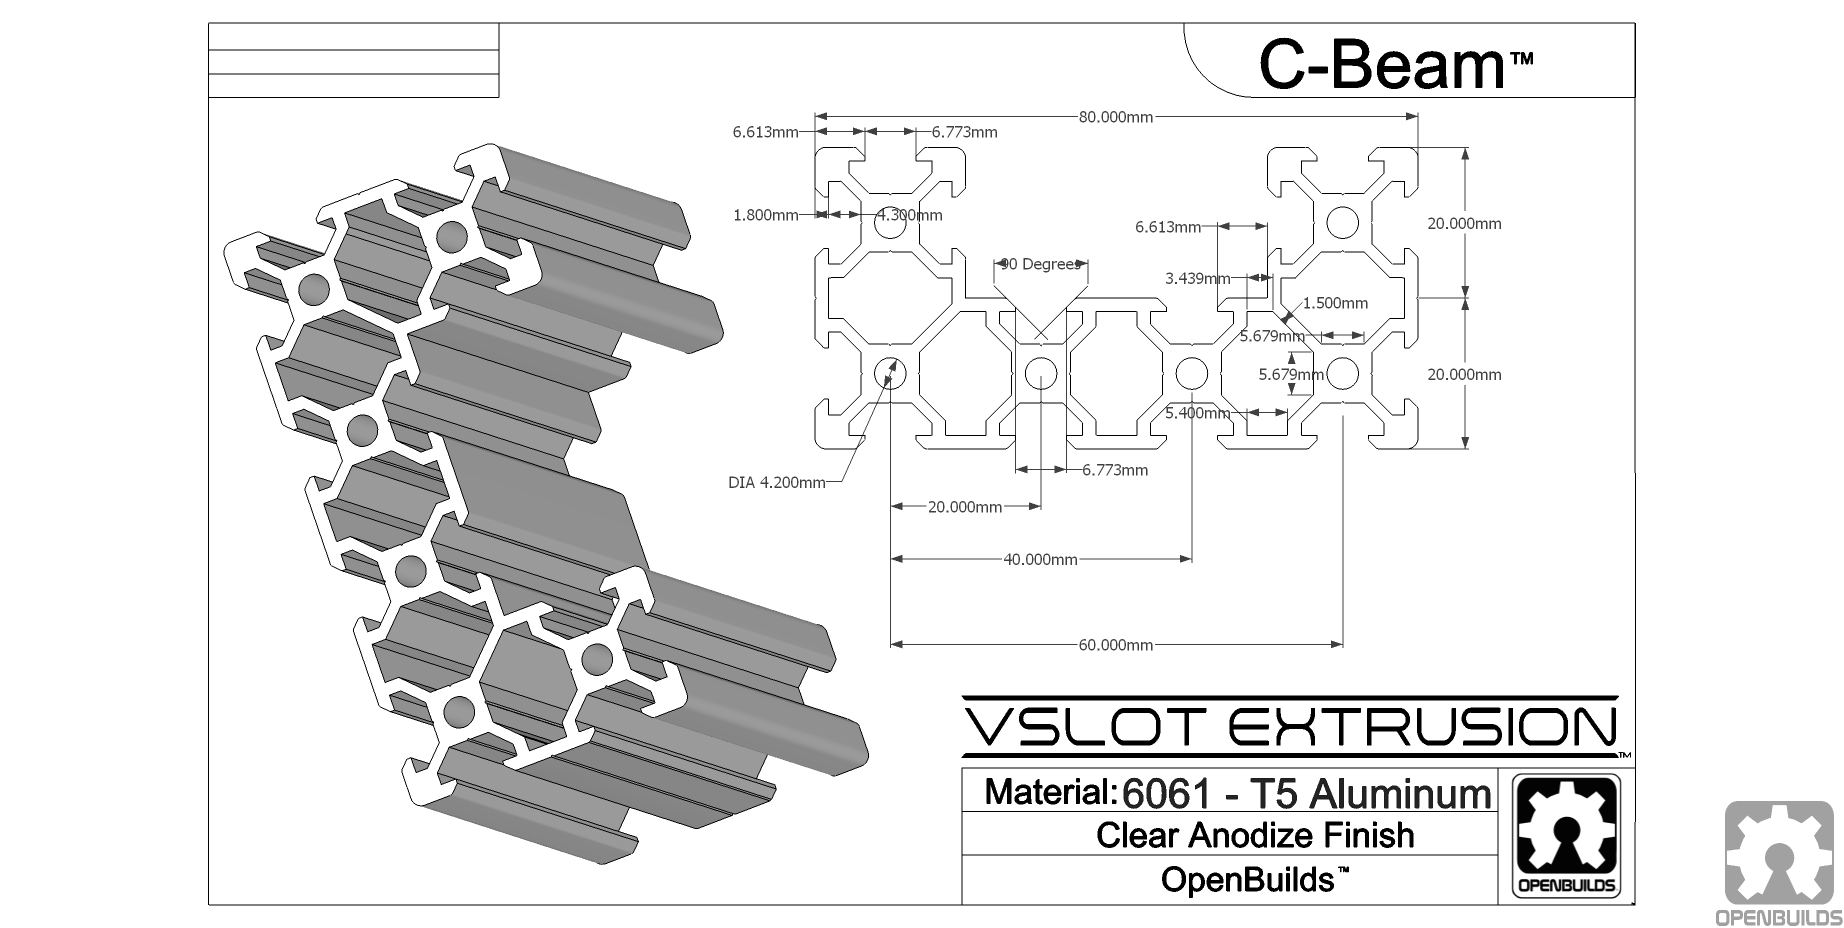 C-Beam™
80.000mm
6.613mm
6.773mm
1.800mm
4.300mm
20.000mm
6.613mm
90 Degrees
3.439mm
1.500mm
5.679mm
5.679mm
20.000mm
5.400mm
6.773mm
DIA 4.200mm
20.000mm
40.000mm
60.000mm
VSLOT EXTRUSION™
Material: 6061 - T5 Aluminum
Clear Anodize Finish
OpenBuilds™
OPENBUILDS
OPENBUILDS